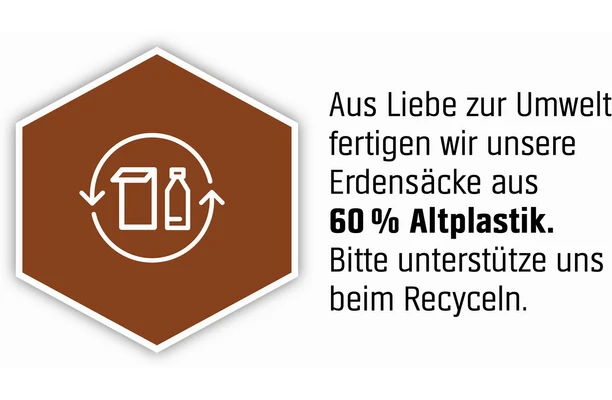 Aus Liebe zur Umwelt
fertigen wir unsere
Erdensäcke aus
60 % Altplastik.
Bitte unterstütze uns
beim Recyceln.